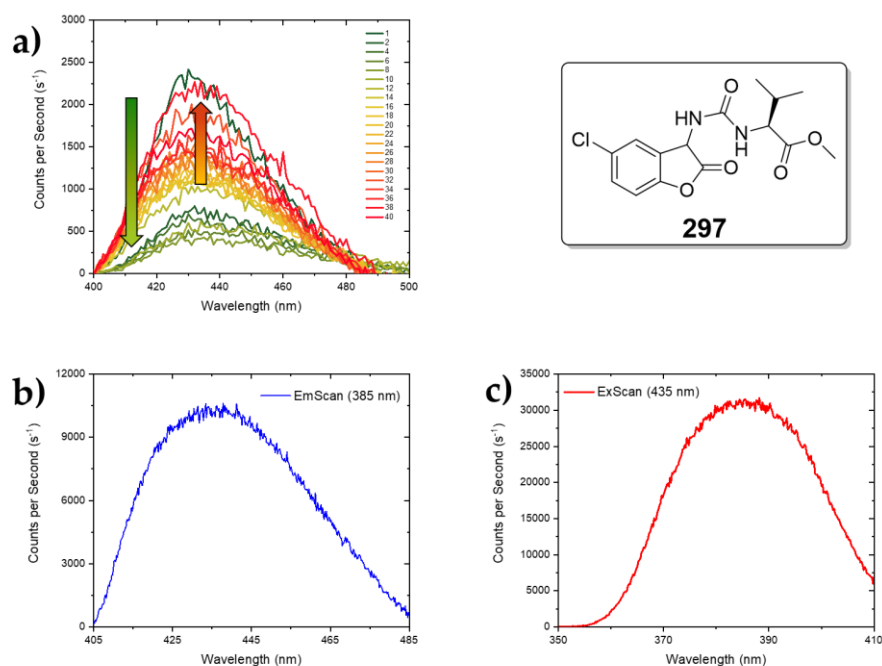 a)
3000
2500
2000
1500
1000
500
0
400
420
440
460
480
500
Counts per Second (s⁻¹)
Wavelength (nm)
1
2
4
6
8
10
12
14
16
18
20
22
24
26
28
30
32
34
36
38
40
Cl
O
O
HN
O
N
H
O
O
297
b)
12000
9000
6000
3000
0
405
425
445
465
485
Counts per Second (s⁻¹)
Wavelength (nm)
EmScan (385 nm)
c)
35000
30000
25000
20000
15000
10000
5000
0
350
370
390
410
Counts per Second (s⁻¹)
Wavelength (nm)
ExScan (435 nm)